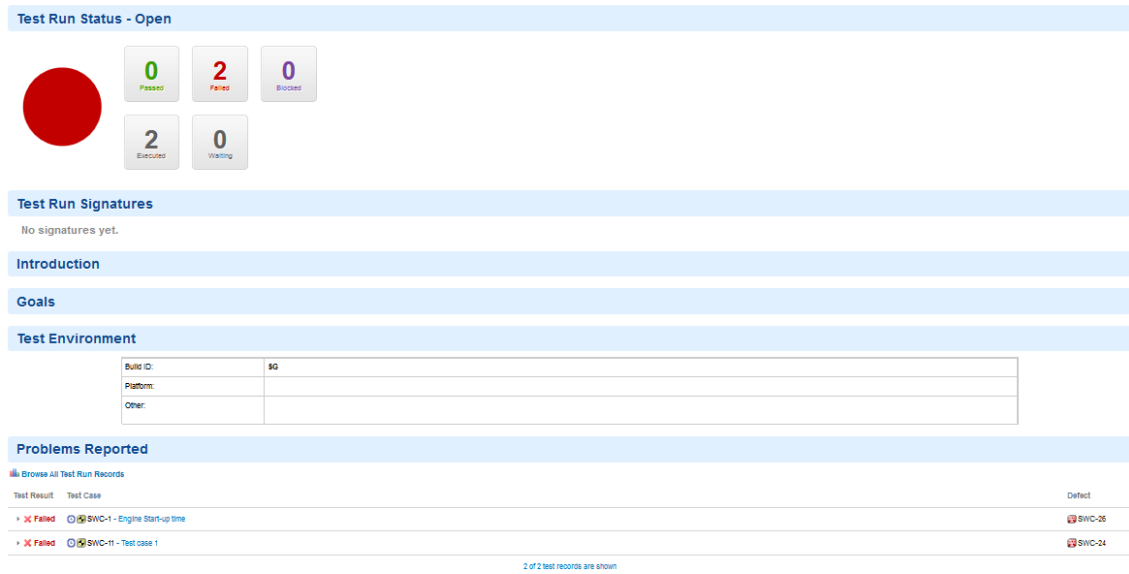 Test Run Status - Open
0 2 0
Passed Failed Blocked
2 0
Executed Waiting
Test Run Signatures
No signatures yet.
Introduction
Goals
Test Environment
Build ID: $G
Platform:
Other:
Problems Reported
Browse All Test Run Records
Test Result Test Case Defect
Failed SWC-1 - Engine Start-up time SWC-26
Failed SWC-11 - Test case 1 SWC-24
2 of 2 test records are shown